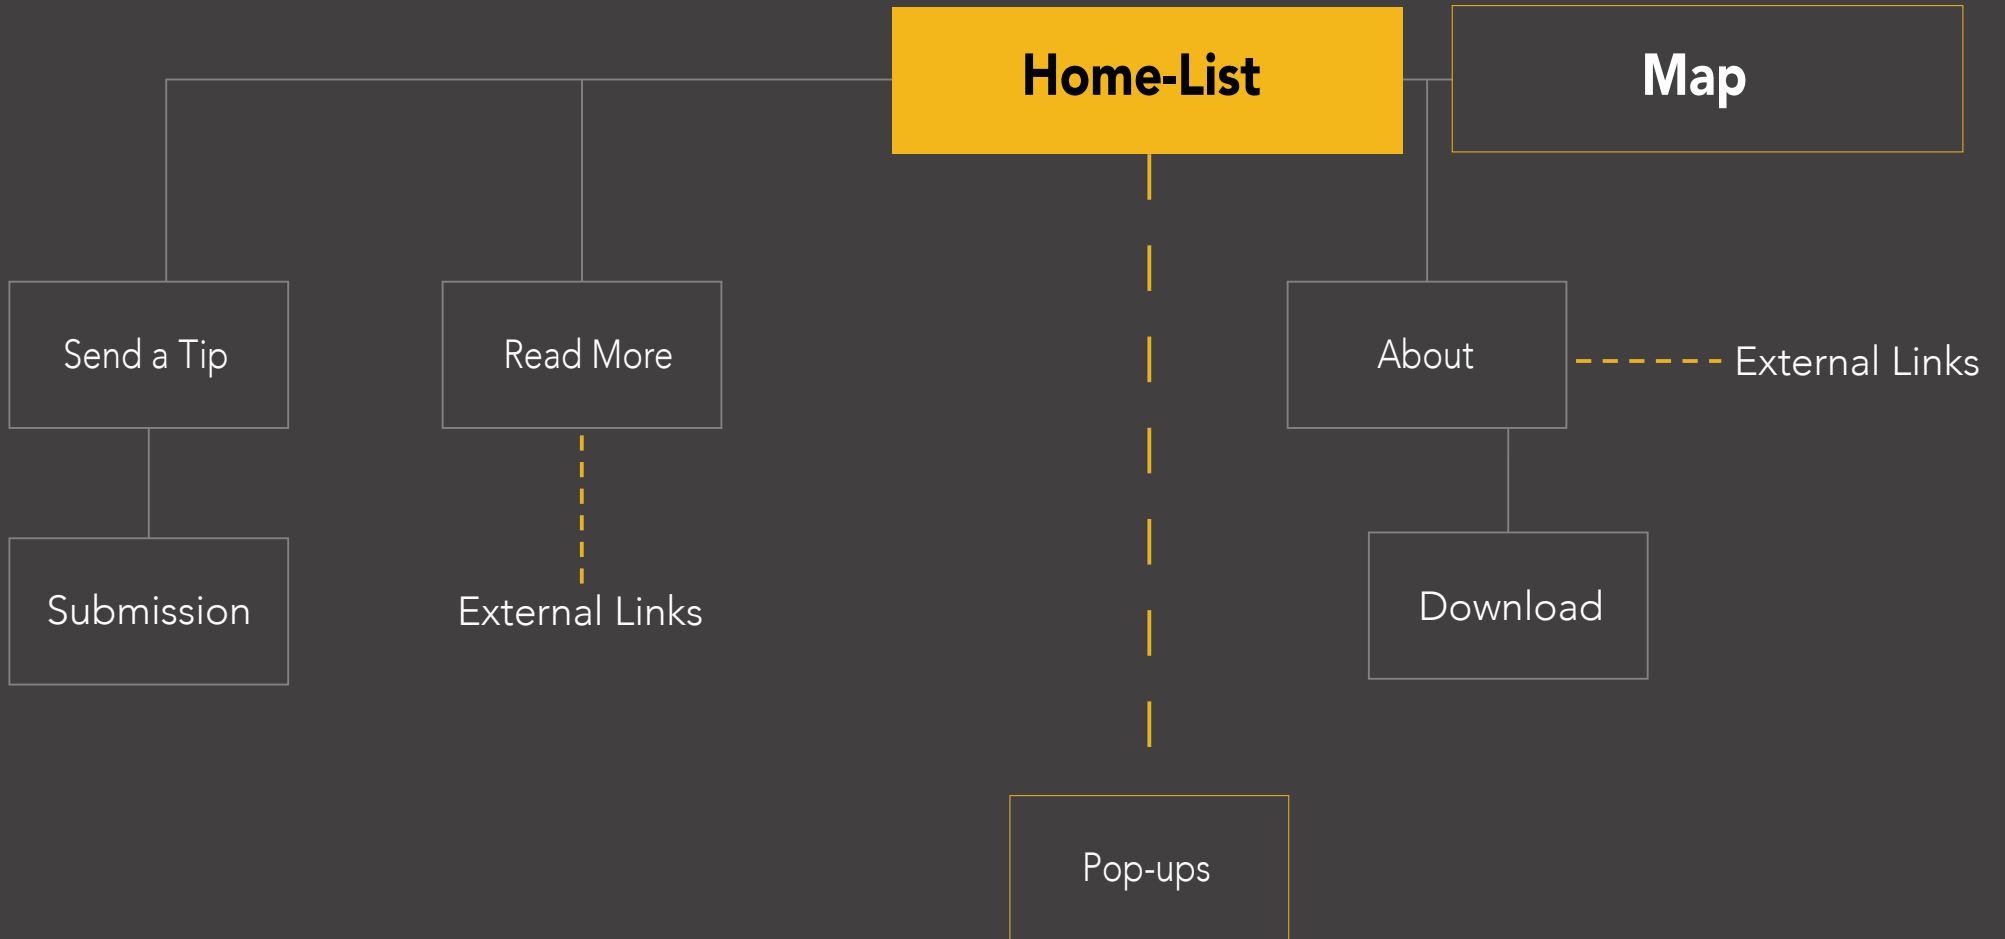 Home-List
Map
Send a Tip
Read More
About
External Links
Submission
External Links
Download
Pop-ups